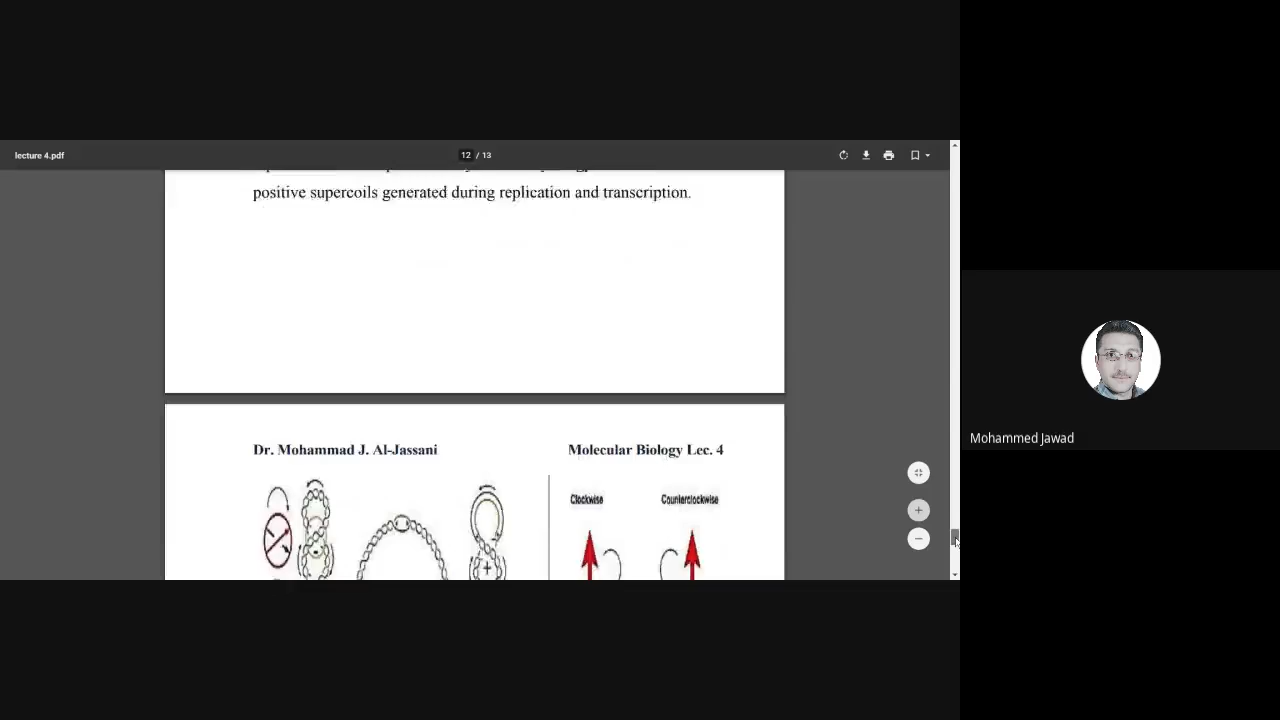 lecture 4.pdf
12 / 13
positive supercoils generated during replication and transcription.
Dr. Mohammad J. Al-Jassani
Molecular Biology Lec. 4
Clockwise
Counterclockwise
+
Mohammed Jawad